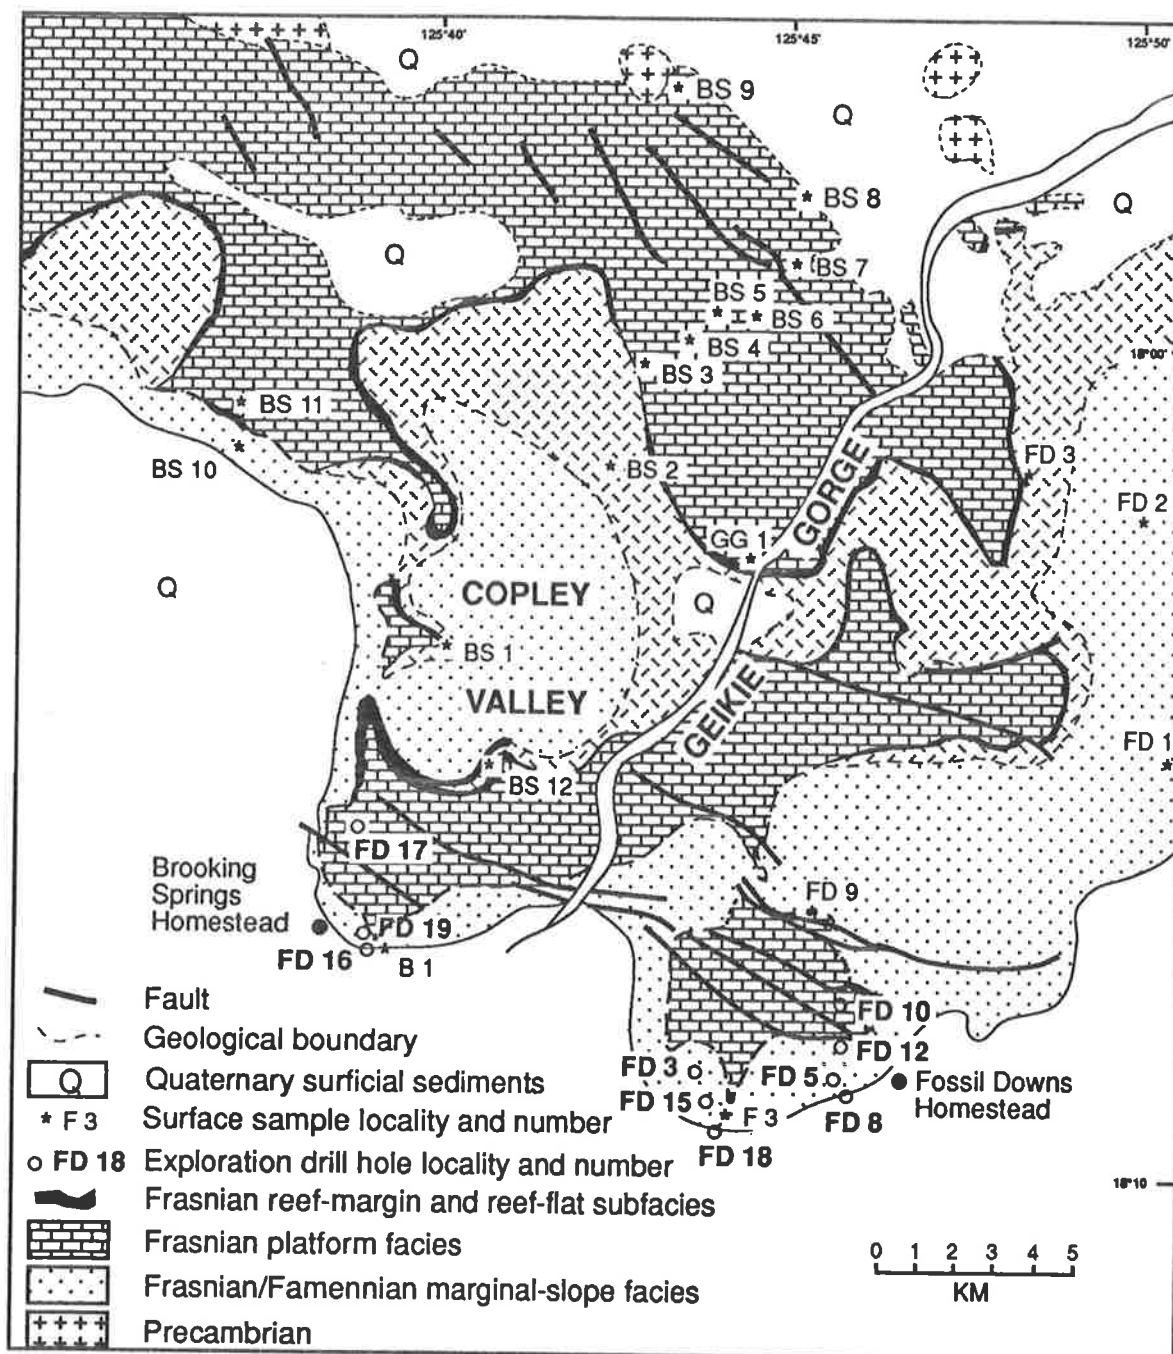 125°40'
125°45'
125°50'
Q
BS 9
Q
BS 8
Q
Q
BS 7
BS 5
BS 6
BS 4
18°00'
BS 3
BS 11
BS 10
BS 2
FD 3
FD 2
GORGE
GG 1
Q
COPLEY
Q
BS 1
VALLEY
GEIKIE
FD 1
BS 12
FD 17
Brooking
Springs
Homestead
FD 9
FD 19
FD 16
B 1
FD 10
FD 12
FD 3
FD 5
Fossil Downs
Homestead
FD 15
F 3
FD 8
FD 18
18°10
Fault
Geological boundary
Q Quaternary surficial sediments
* F 3 Surface sample locality and number
FD 18 Exploration drill hole locality and number
Frasnian reef-margin and reef-flat subfacies
Frasnian platform facies
Frasnian/Famennian marginal-slope facies
Precambrian
0 1 2 3 4 5
KM